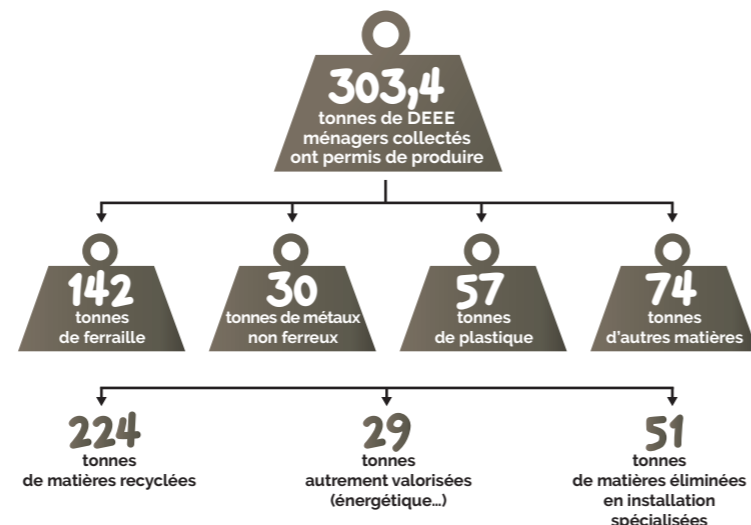 303,4
tonnes de DEEE
ménagers collectés
ont permis de produire
142
tonnes
de ferraille
30
tonnes de métaux
non ferreux
57
tonnes
de plastique
74
tonnes
d'autres matières
224
tonnes
de matières recyclées
29
tonnes
autrement valorisées
(énergétique...)
51
tonnes
de matières éliminées
en installation
spécialisées